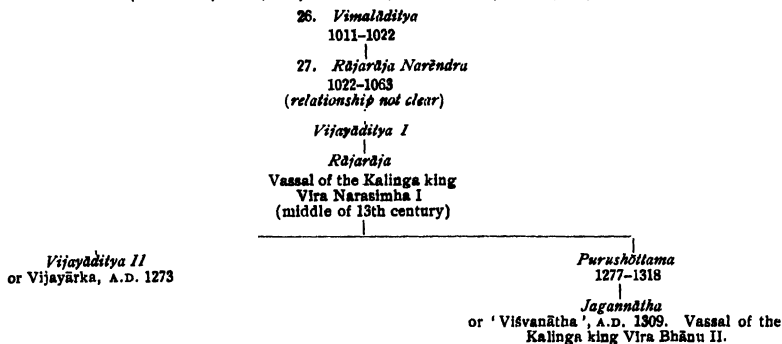 26. Vimalāditya
1011–1022
27. Rājarāja Narēndra
1022–1063
(relationship not clear)
Vijayāditya I
Rājarāja
Vassal of the Kalinga king
Vira Narasimha I
(middle of 13th century)
Vijayāditya II
or Vijayārka, A.D. 1273
Purushōttama
1277–1318
Jagannātha
or ‘Viśvanātha’, A.D. 1309. Vassal of the
Kalinga king Vīra Bhānu II.